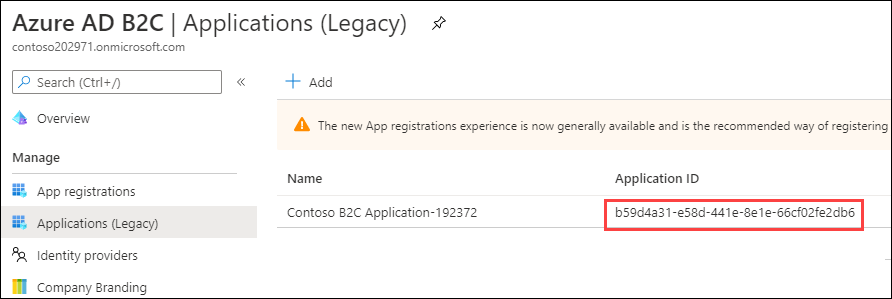 Azure AD B2C | Applications (Legacy)
contoso202971.onmicrosoft.com
Search (Ctrl+/)
Overview
Manage
App registrations
Applications (Legacy)
Identity providers
Company Branding
Add
The new App registrations experience is now generally available and is the recommended way of registering
Name Application ID
Contoso B2C Application-192372 b59d4a31-e58d-441e-8e1e-66cf02fe2db6